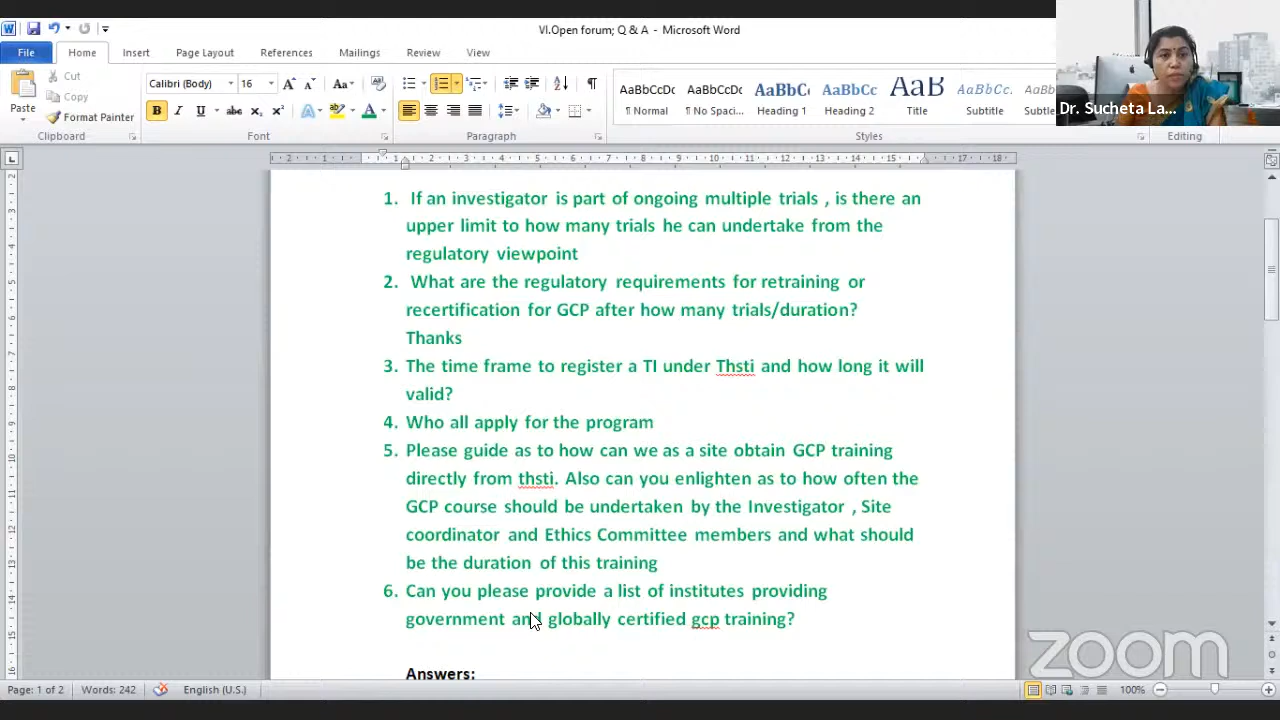 VI.Open forum; Q & A - Microsoft Word
File Home Insert Page Layout References Mailings Review View
Cut
Copy
Format Painter
Paste
Clipboard
Calibri (Body) 16
Font
Paragraph
AaBbCcDc AaBbCcDc AaBbC AaBbCc AaB AaBbCc.
¶ Normal ¶ No Spaci... Heading 1 Heading 2 Title Subtitle
Styles
Editing
Dr. Sucheta La...
1. If an investigator is part of ongoing multiple trials , is there an
upper limit to how many trials he can undertake from the
regulatory viewpoint
2. What are the regulatory requirements for retraining or
recertification for GCP after how many trials/duration?
Thanks
3. The time frame to register a TI under Thsti and how long it will
valid?
4. Who all apply for the program
5. Please guide as to how can we as a site obtain GCP training
directly from thsti. Also can you enlighten as to how often the
GCP course should be undertaken by the Investigator , Site
coordinator and Ethics Committee members and what should
be the duration of this training
6. Can you please provide a list of institutes providing
government and globally certified gcp training?
Answers:
zoom
Page: 1 of 2 Words: 242 English (U.S.) 100%